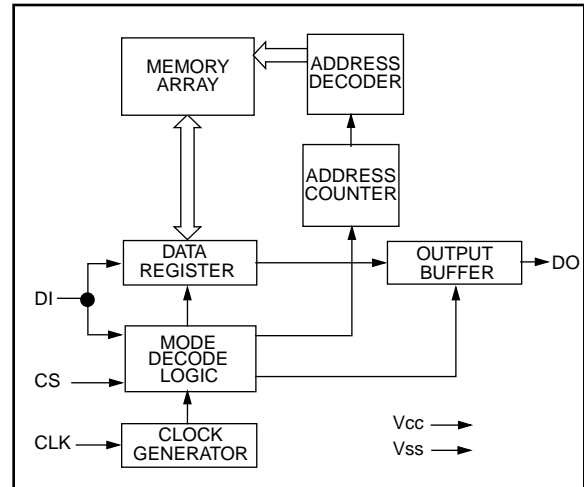 MEMORY
ARRAY
ADDRESS
DECODER
ADDRESS
COUNTER
DATA
REGISTER
OUTPUT
BUFFER
DO
DI
MODE
DECODE
LOGIC
CS
CLK
CLOCK
GENERATOR
Vcc
Vss